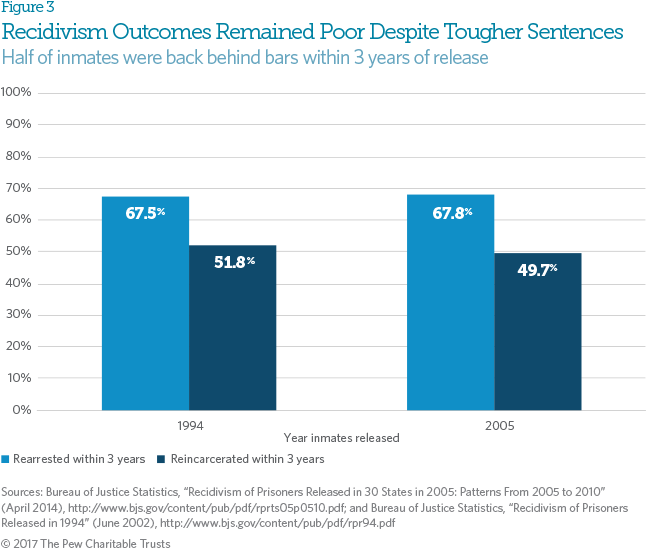 Figure 3
Recidivism Outcomes Remained Poor Despite Tougher Sentences
Half of inmates were back behind bars within 3 years of release
100%
90%
80%
70%
60%
50%
40%
30%
20%
10%
0%
67.5%
51.8%
67.8%
49.7%
1994
2005
Year inmates released
Rearrested within 3 years
Reincarcerated within 3 years
Sources: Bureau of Justice Statistics, “Recidivism of Prisoners Released in 30 States in 2005: Patterns From 2005 to 2010”
(April 2014), http://www.bjs.gov/content/pub/pdf/rprts05p0510.pdf; and Bureau of Justice Statistics, “Recidivism of Prisoners
Released in 1994” (June 2002), http://www.bjs.gov/content/pub/pdf/rpr94.pdf
© 2017 The Pew Charitable Trusts